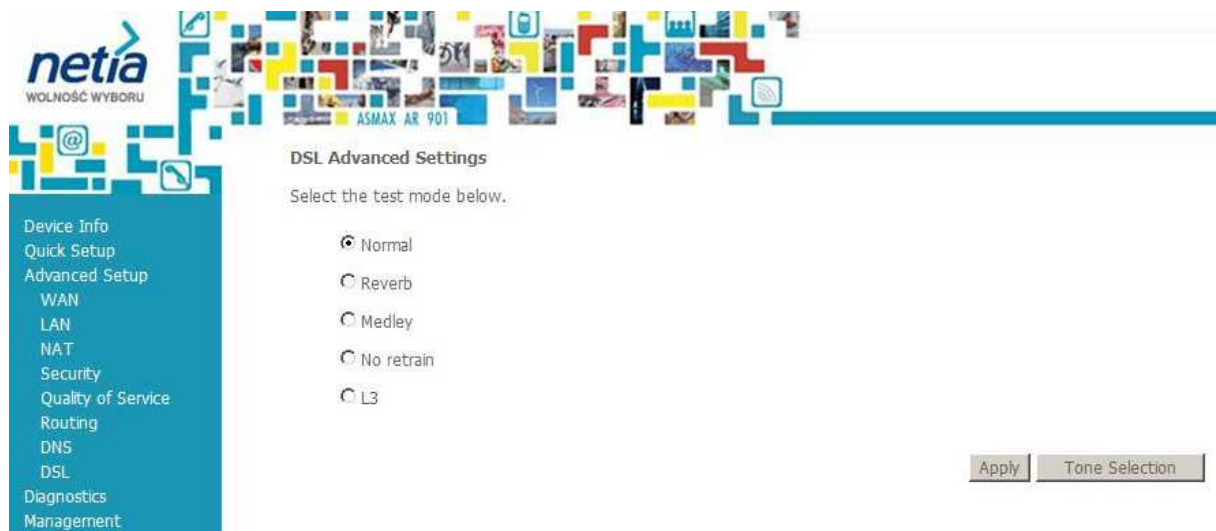 netia
WOLNOŚĆ WYBORU
@
ASMAX AR 901
DSL Advanced Settings
Select the test mode below.
Normal
Reverb
Medley
No retrain
L3
Apply
Tone Selection
Device Info
Quick Setup
Advanced Setup
WAN
LAN
NAT
Security
Quality of Service
Routing
DNS
DSL
Diagnostics
Management